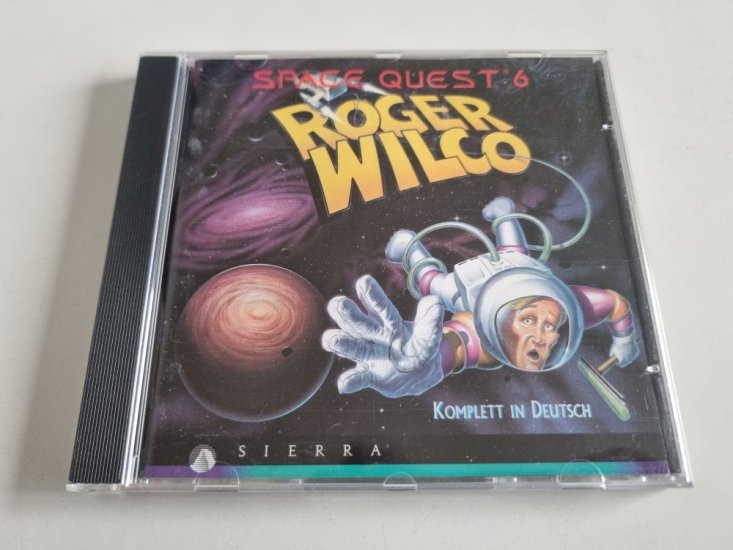 SPACE QUEST® 6
ROGER
WILCO
KOMPLETT IN DEUTSCH
SIERRA®